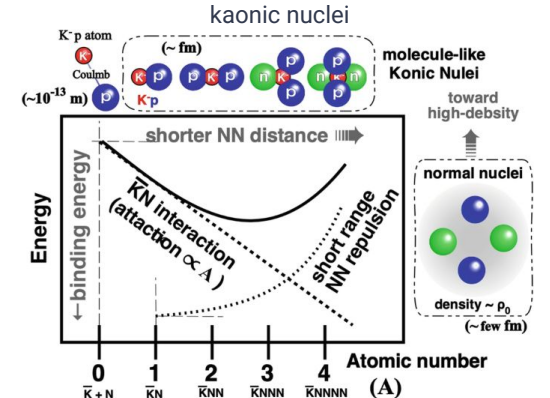 kaonic nuclei
K⁻p atom
K⁻
Coulmb
p
(~10⁻¹³ m)
(~ fm)
K⁻ p
p K⁻ p
n K⁻ p p
n p K⁻ p n
K⁻p
molecule-like
Konic Nulei
toward
high-debsity
shorter NN distance
normal nuclei
density ~ ρ₀
(~few fm)
Energy
←binding energy
K̅N interaction
(attaction ∝ A)
short range
NN repulsion
0 1 2 3 4
Atomic number
(A)
K̅ + N K̅N K̅NN K̅NNN K̅NNNN